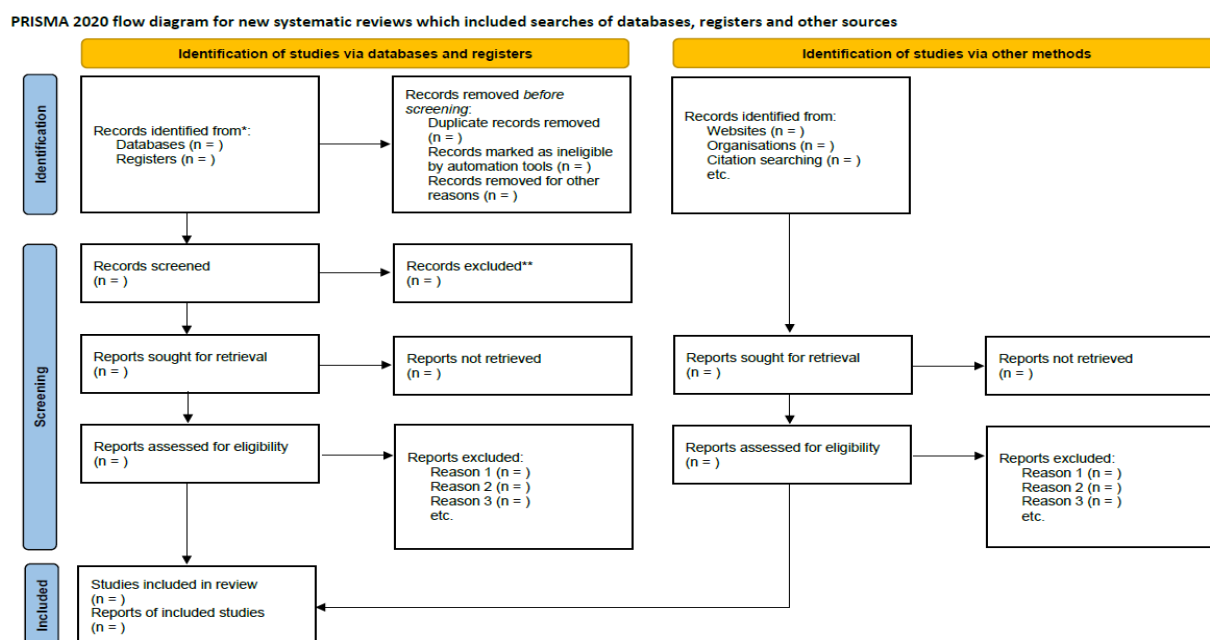 PRISMA 2020 flow diagram for new systematic reviews which included searches of databases, registers and other sources
Identification of studies via databases and registers
Identification of studies via other methods
Identification
Records identified from*:
Databases (n = )
Registers (n = )
Records removed before
screening:
Duplicate records removed
(n = )
Records marked as ineligible
by automation tools (n = )
Records removed for other
reasons (n = )
Records identified from:
Websites (n = )
Organisations (n = )
Citation searching (n = )
etc.
Screening
Records screened
(n = )
Records excluded**
(n = )
Reports sought for retrieval
(n = )
Reports not retrieved
(n = )
Reports sought for retrieval
(n = )
Reports not retrieved
(n = )
Reports assessed for eligibility
(n = )
Reports excluded:
Reason 1 (n = )
Reason 2 (n = )
Reason 3 (n = )
etc.
Reports assessed for eligibility
(n = )
Reports excluded:
Reason 1 (n = )
Reason 2 (n = )
Reason 3 (n = )
etc.
Included
Studies included in review
(n = )
Reports of included studies
(n = )